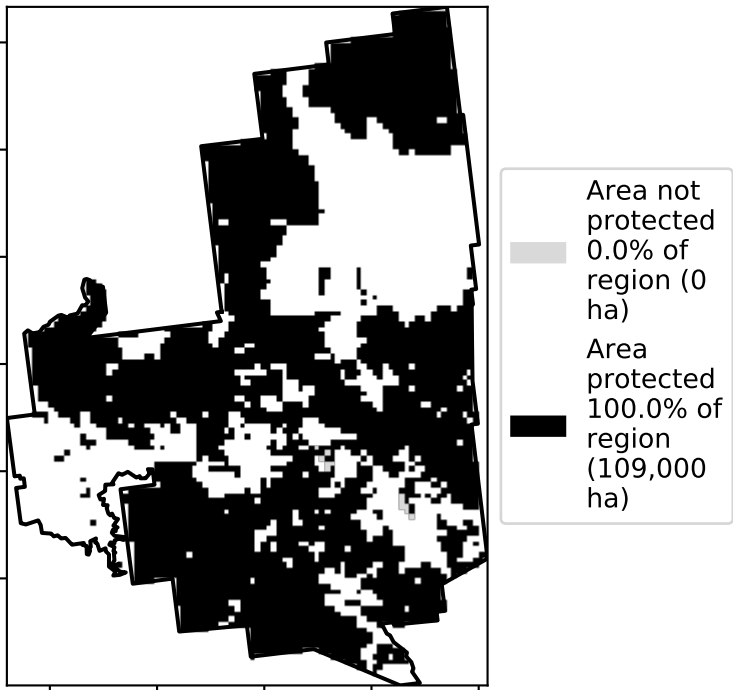 Area not
protected
0.0% of
region (0
ha)
Area
protected
100.0% of
region
(109,000
ha)